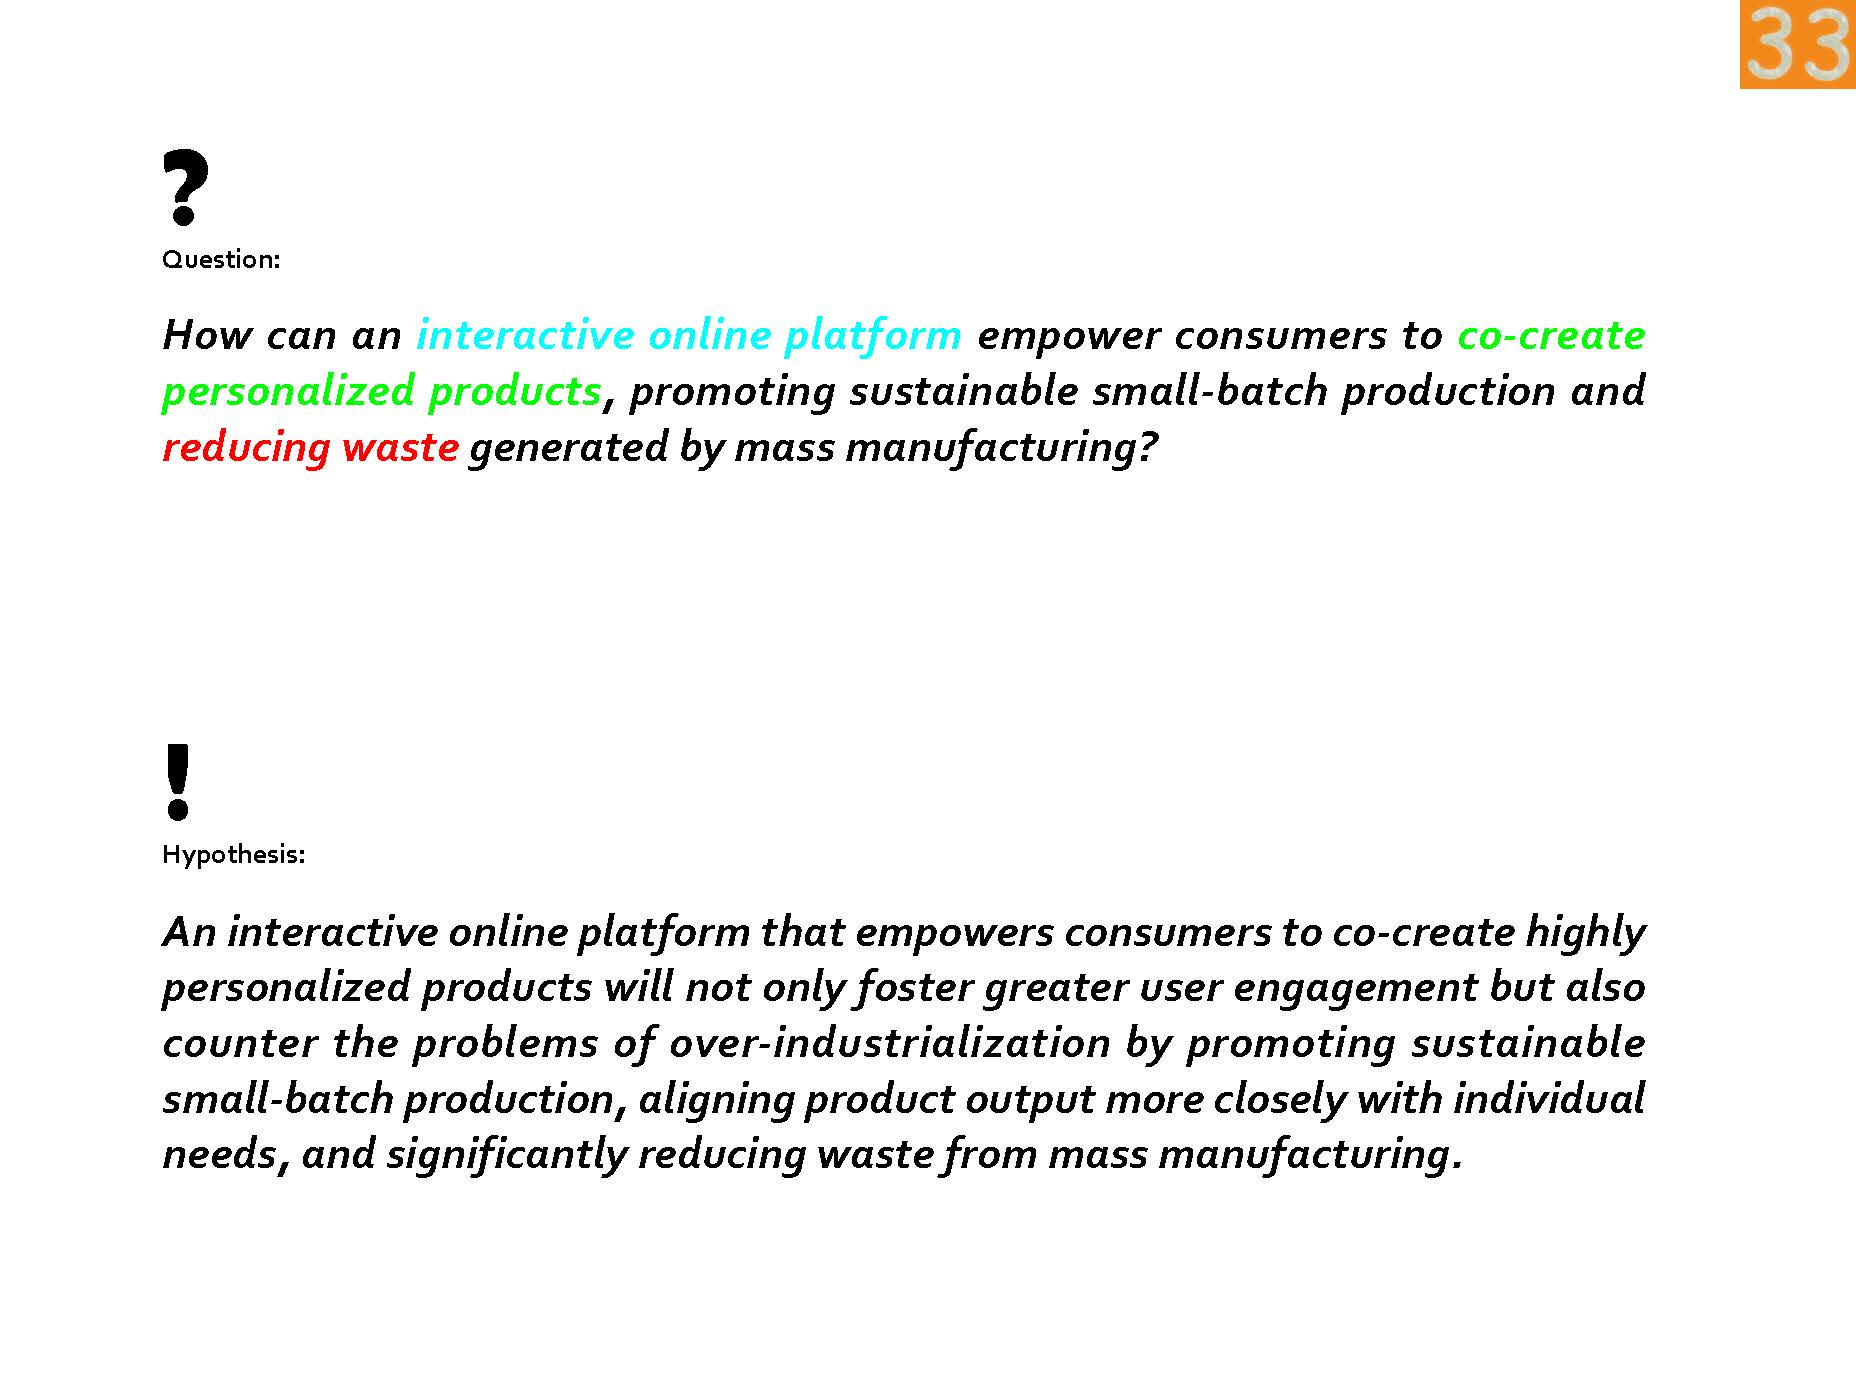 33
?
Question:
How can an interactive online platform empower consumers to co-create
personalized products, promoting sustainable small-batch production and
reducing waste generated by mass manufacturing?
!
Hypothesis:
An interactive online platform that empowers consumers to co-create highly
personalized products will not only foster greater user engagement but also
counter the problems of over-industrialization by promoting sustainable
small-batch production, aligning product output more closely with individual
needs, and significantly reducing waste from mass manufacturing.